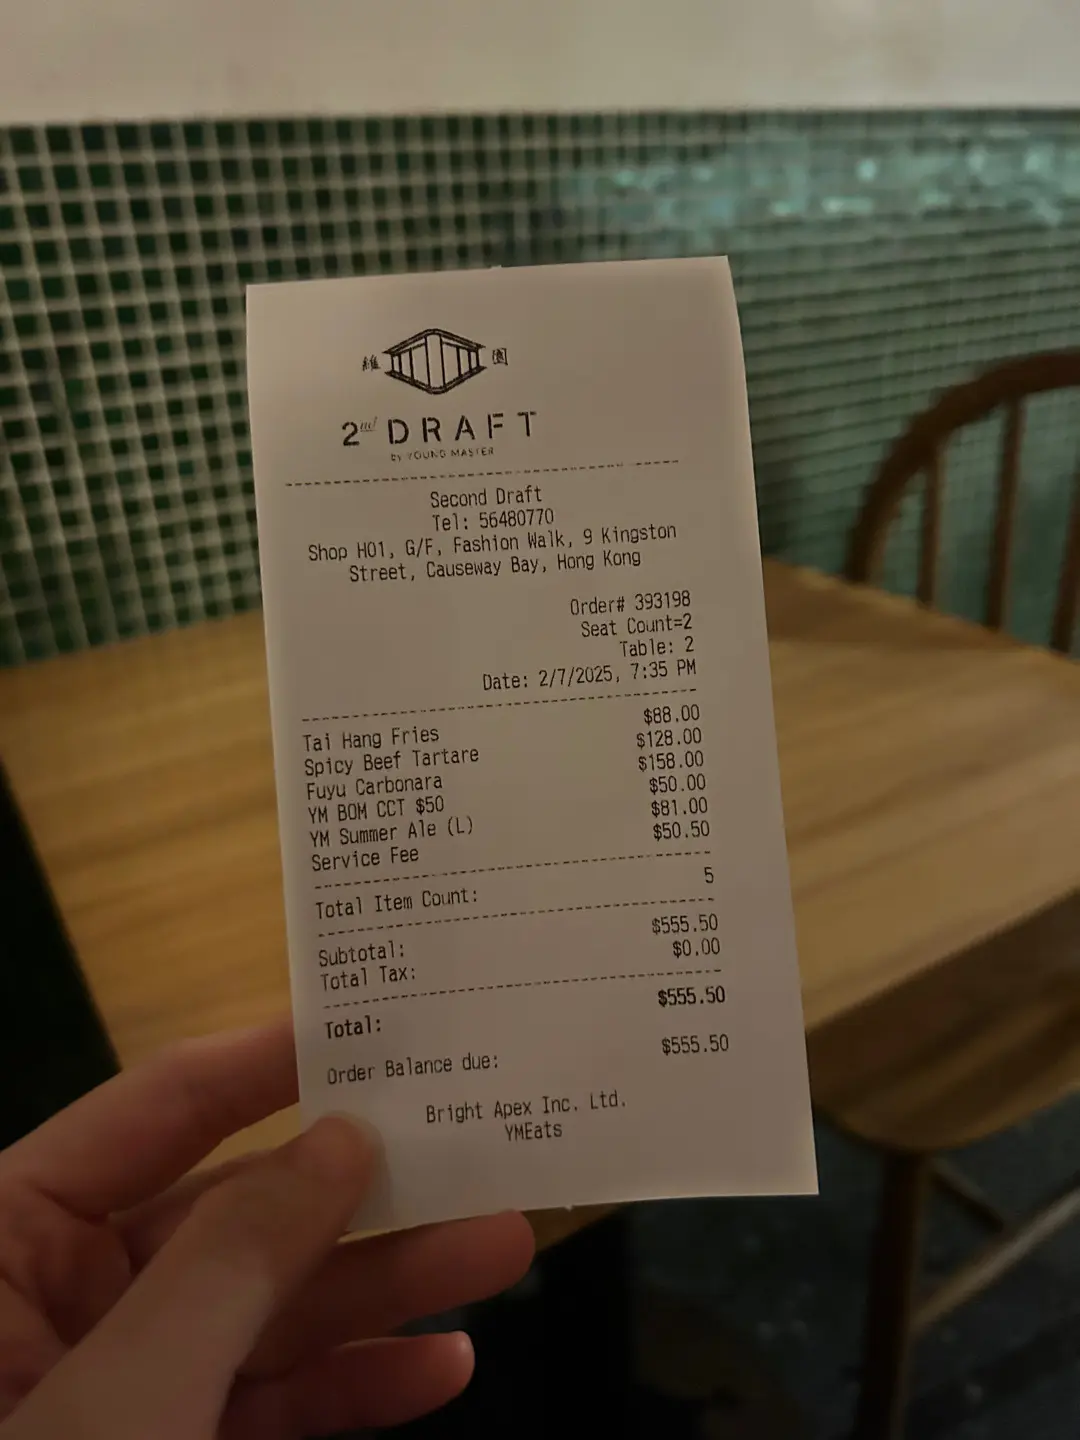 維 園
2nd DRAFT
by YOUNG MASTER
Second Draft
Tel: 56480770
Shop H01, G/F, Fashion Walk, 9 Kingston
Street, Causeway Bay, Hong Kong
Order# 393198
Seat Count=2
Table: 2
Date: 2/7/2025, 7:35 PM
Tai Hang Fries $88.00
Spicy Beef Tartare $128.00
Fuyu Carbonara $158.00
YM BOM CCT $50 $50.00
YM Summer Ale (L) $81.00
Service Fee $50.50
Total Item Count: 5
Subtotal: $555.50
Total Tax: $0.00
Total: $555.50
Order Balance due: $555.50
Bright Apex Inc. Ltd.
YMEats